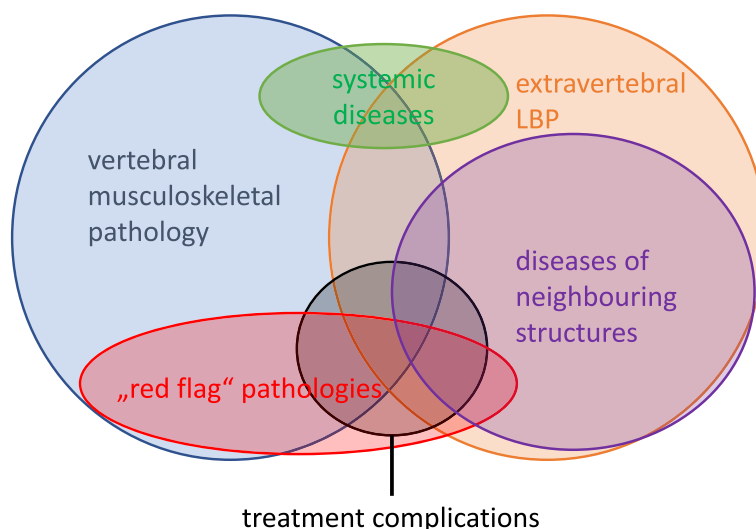 systemic
diseases
extravertebral
LBP
vertebral
musculoskeletal
pathology
diseases of
neighbouring
structures
„red flag“ pathologies
treatment complications